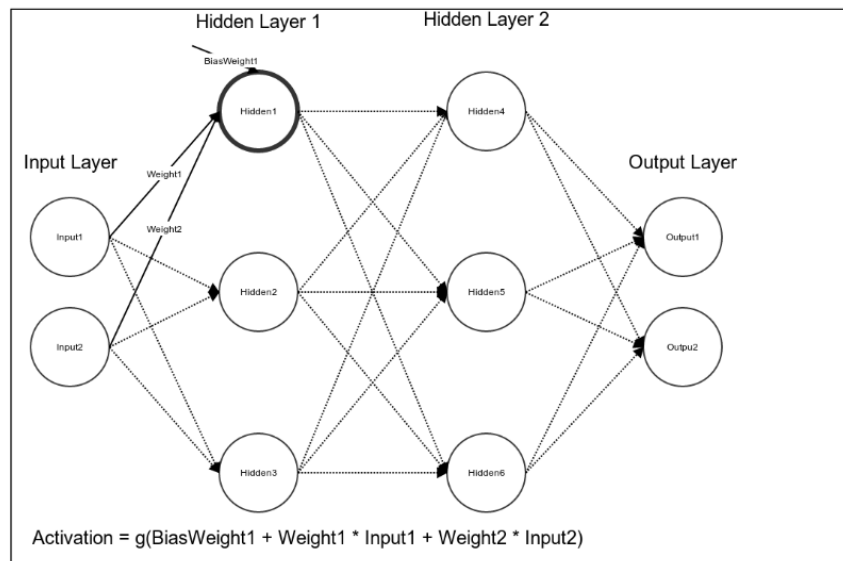 Hidden Layer 1
Hidden Layer 2
BiasWeight1
Hidden1
Hidden4
Input Layer
Weight1
Output Layer
Weight2
Input1
Output1
Hidden2
Hidden5
Input2
Outpu2
Hidden3
Hidden6
Activation = g(BiasWeight1 + Weight1 * Input1 + Weight2 * Input2)